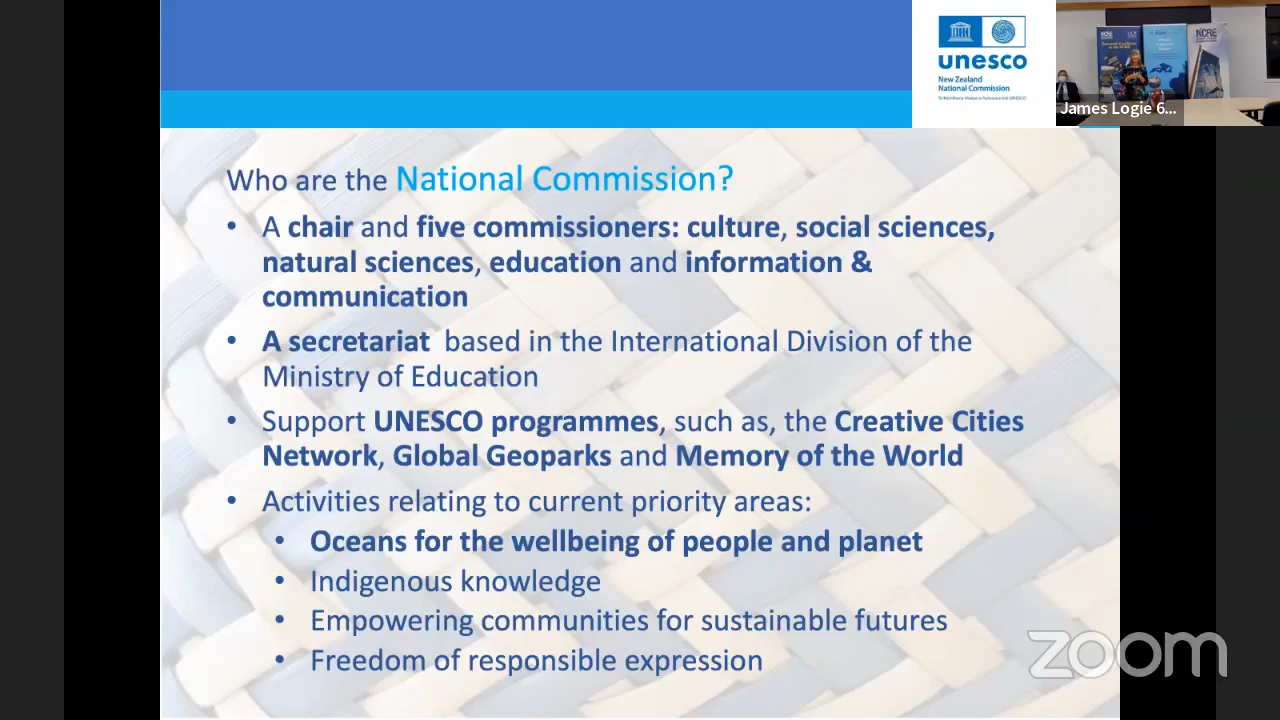 unesco
New Zealand
National Commission
NCRE
James Logie 6...
Who are the National Commission?
• A chair and five commissioners: culture, social sciences,
natural sciences, education and information &
communication
• A secretariat based in the International Division of the
Ministry of Education
• Support UNESCO programmes, such as, the Creative Cities
Network, Global Geoparks and Memory of the World
• Activities relating to current priority areas:
• Oceans for the wellbeing of people and planet
• Indigenous knowledge
• Empowering communities for sustainable futures
• Freedom of responsible expression
zoom